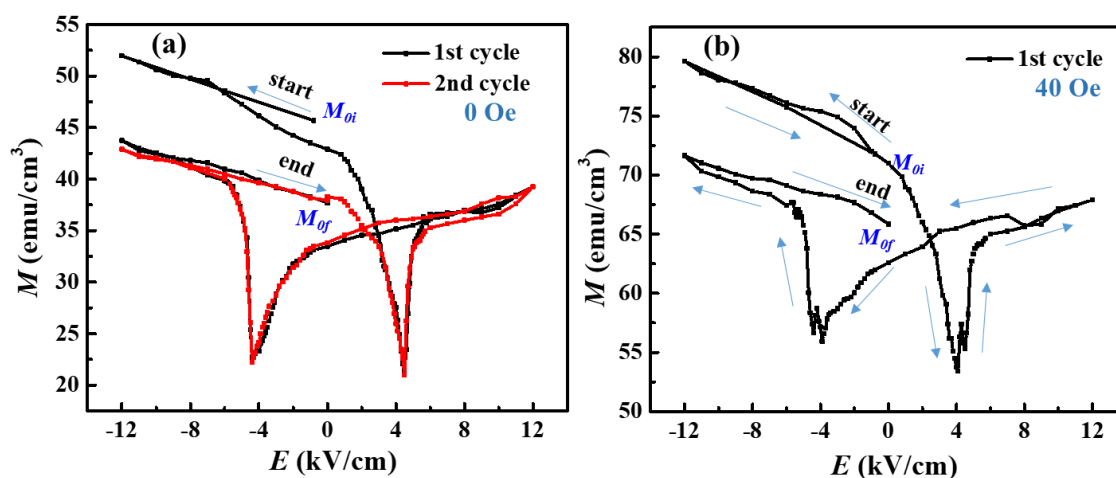 (a)
1st cycle
2nd cycle
0 Oe
start
M0i
end
M0f
55
50
45
40
35
30
25
20
M (emu/cm3)
-12 -8 -4 0 4 8 12
E (kV/cm)
(b)
1st cycle
40 Oe
start
M0i
end
M0f
80
75
70
65
60
55
50
M (emu/cm3)
-12 -8 -4 0 4 8 12
E (kV/cm)